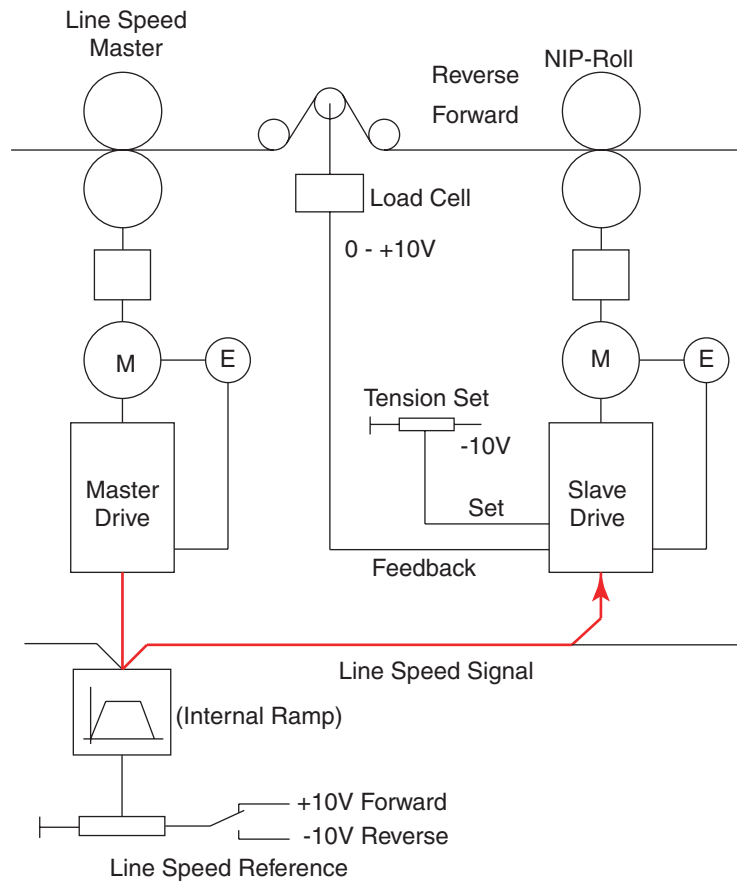 Line Speed
Master
NIP-Roll
Reverse
Forward
Load Cell
0 - +10V
M
E
M
E
Tension Set
-10V
Master
Drive
Slave
Drive
Set
Feedback
Line Speed Signal
(Internal Ramp)
+10V Forward
-10V Reverse
Line Speed Reference